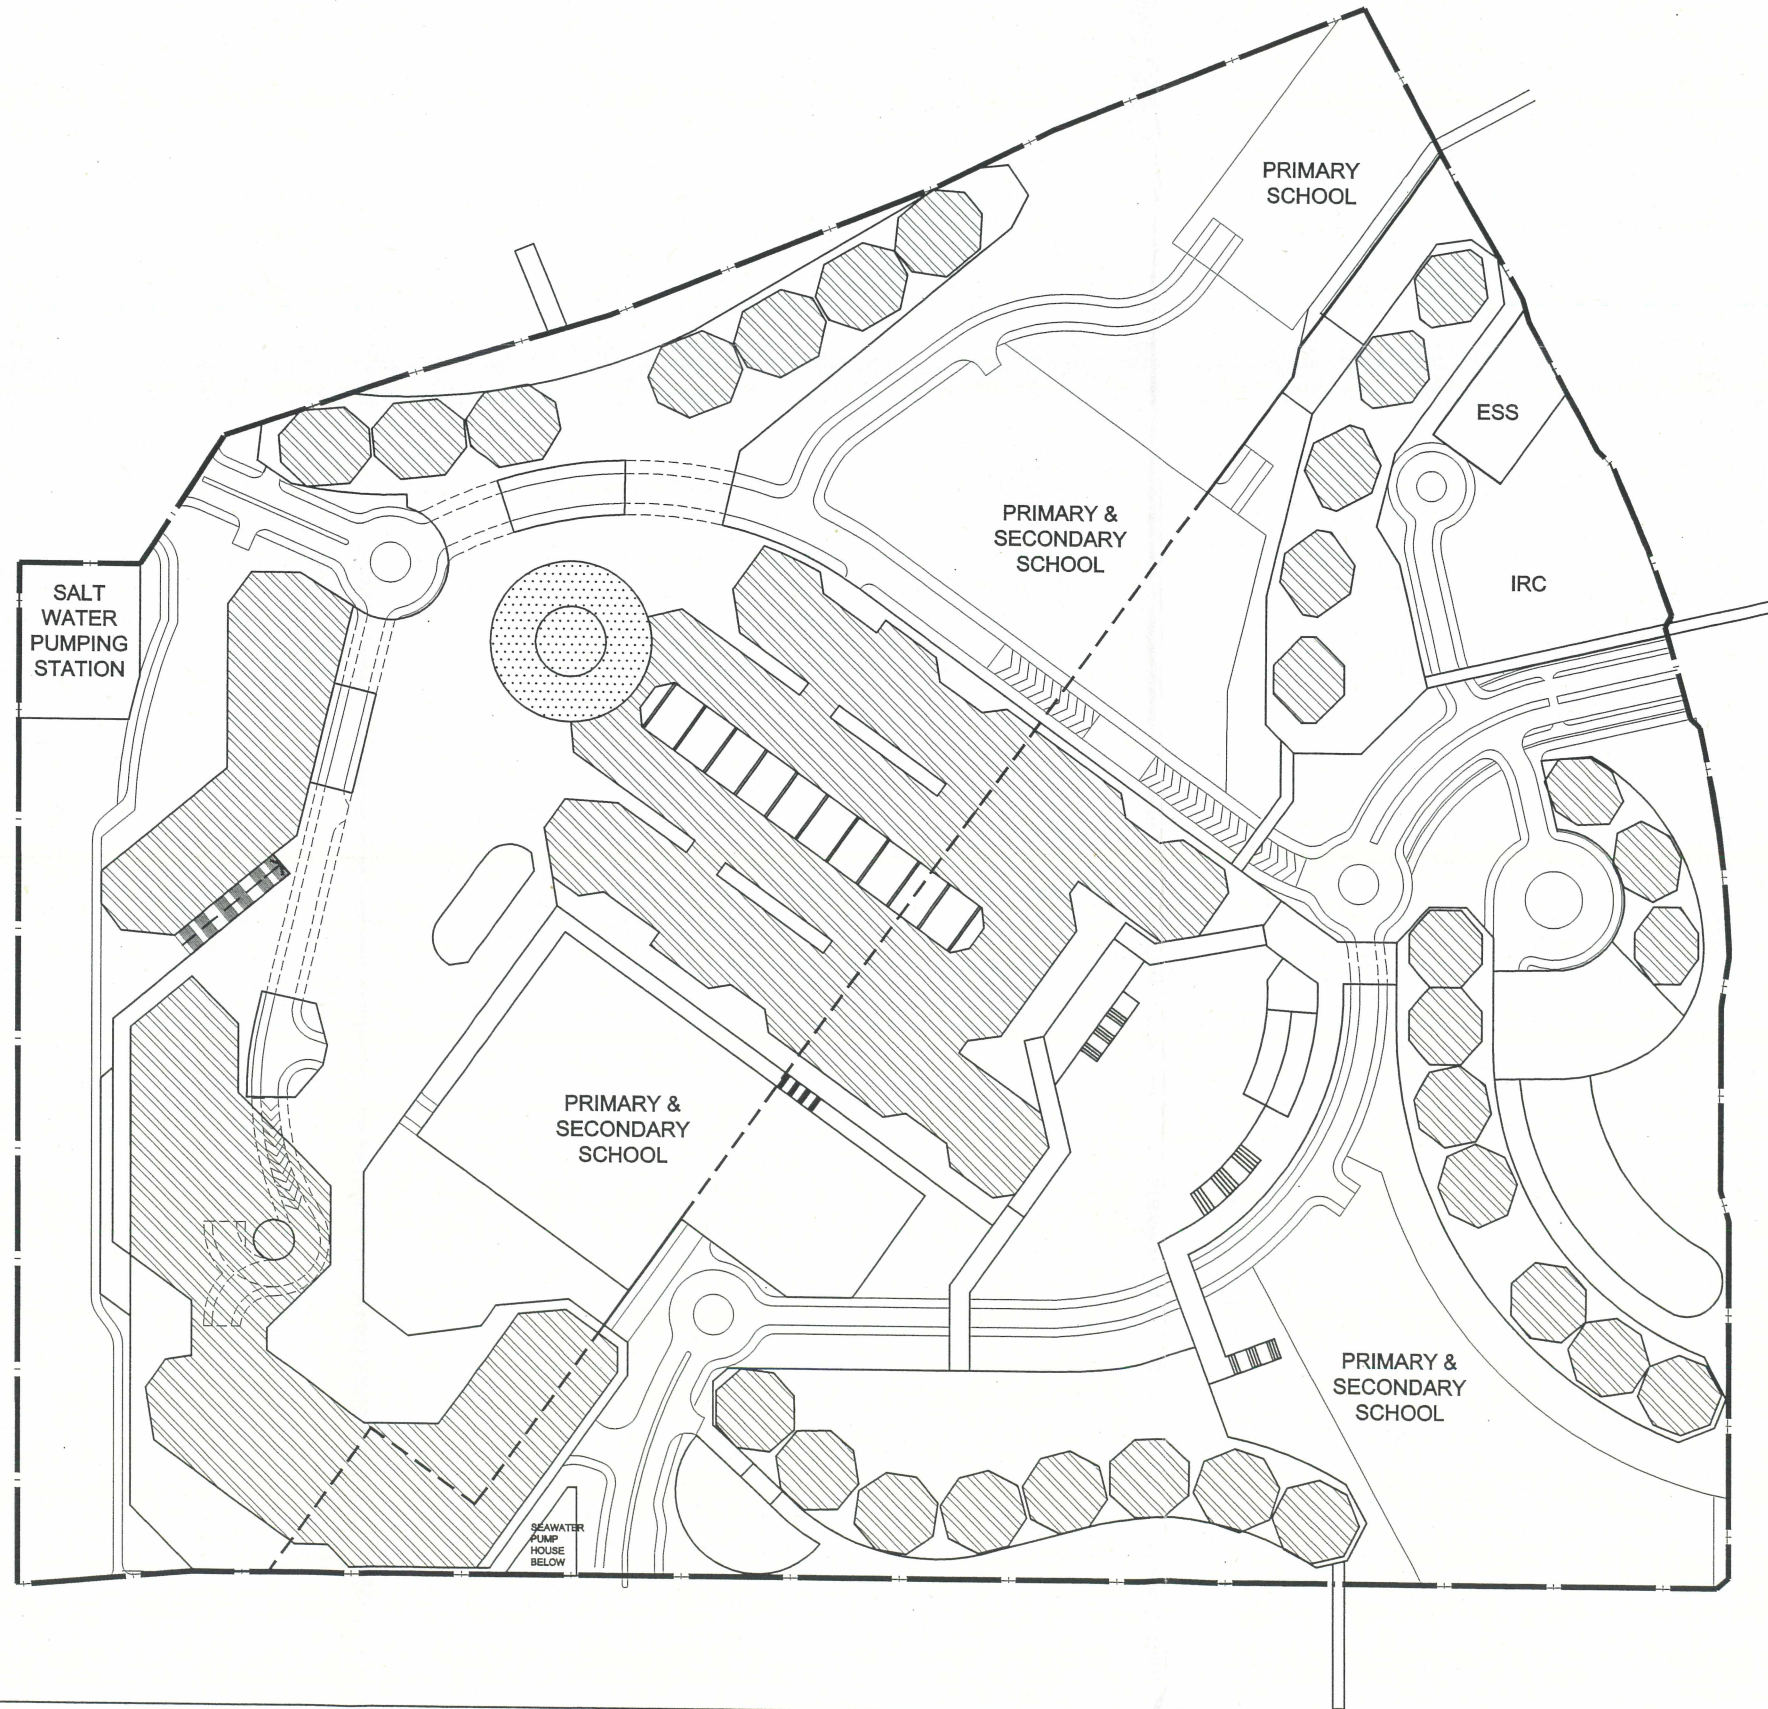 PRIMARY
SCHOOL
ESS
PRIMARY &
SECONDARY
SCHOOL
IRC
SALT
WATER
PUMPING
STATION
PRIMARY &
SECONDARY
SCHOOL
PRIMARY &
SECONDARY
SCHOOL
SEAWATER
PUMP
HOUSE
BELOW